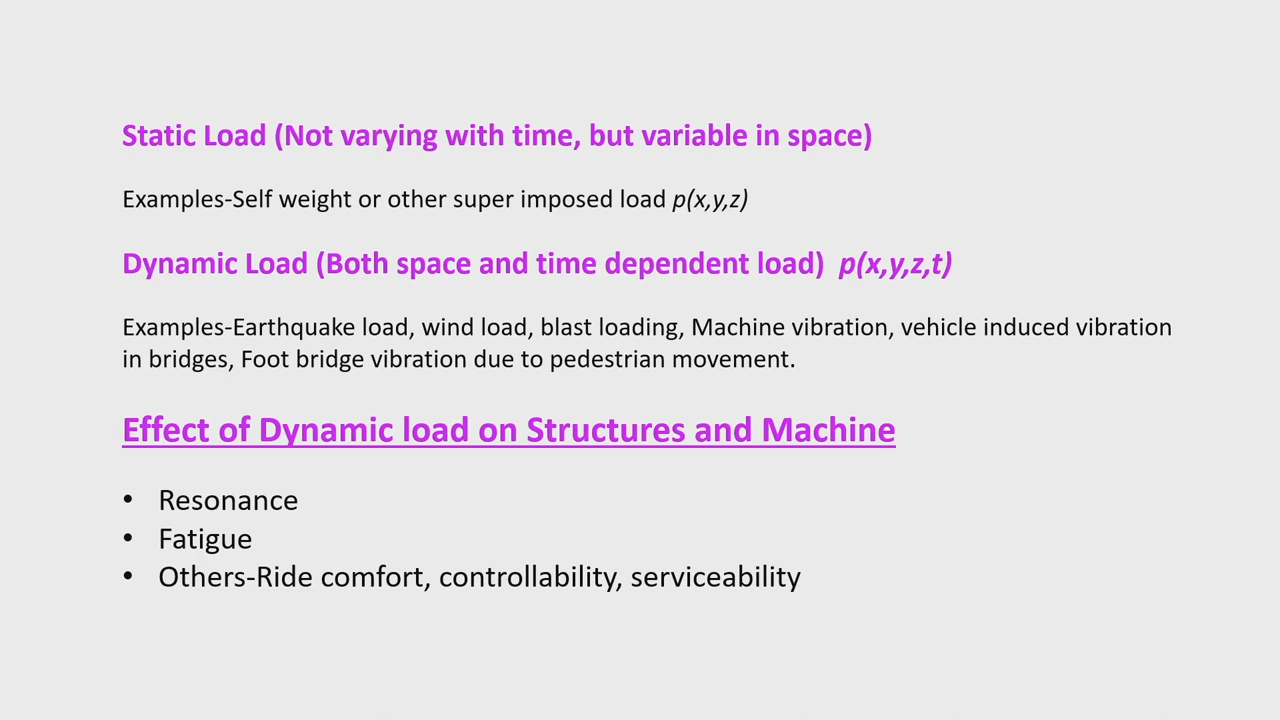 Static Load (Not varying with time, but variable in space)
Examples-Self weight or other super imposed load p(x,y,z)
Dynamic Load (Both space and time dependent load) p(x,y,z,t)
Examples-Earthquake load, wind load, blast loading, Machine vibration, vehicle induced vibration
in bridges, Foot bridge vibration due to pedestrian movement.
Effect of Dynamic load on Structures and Machine
• Resonance
• Fatigue
• Others-Ride comfort, controllability, serviceability